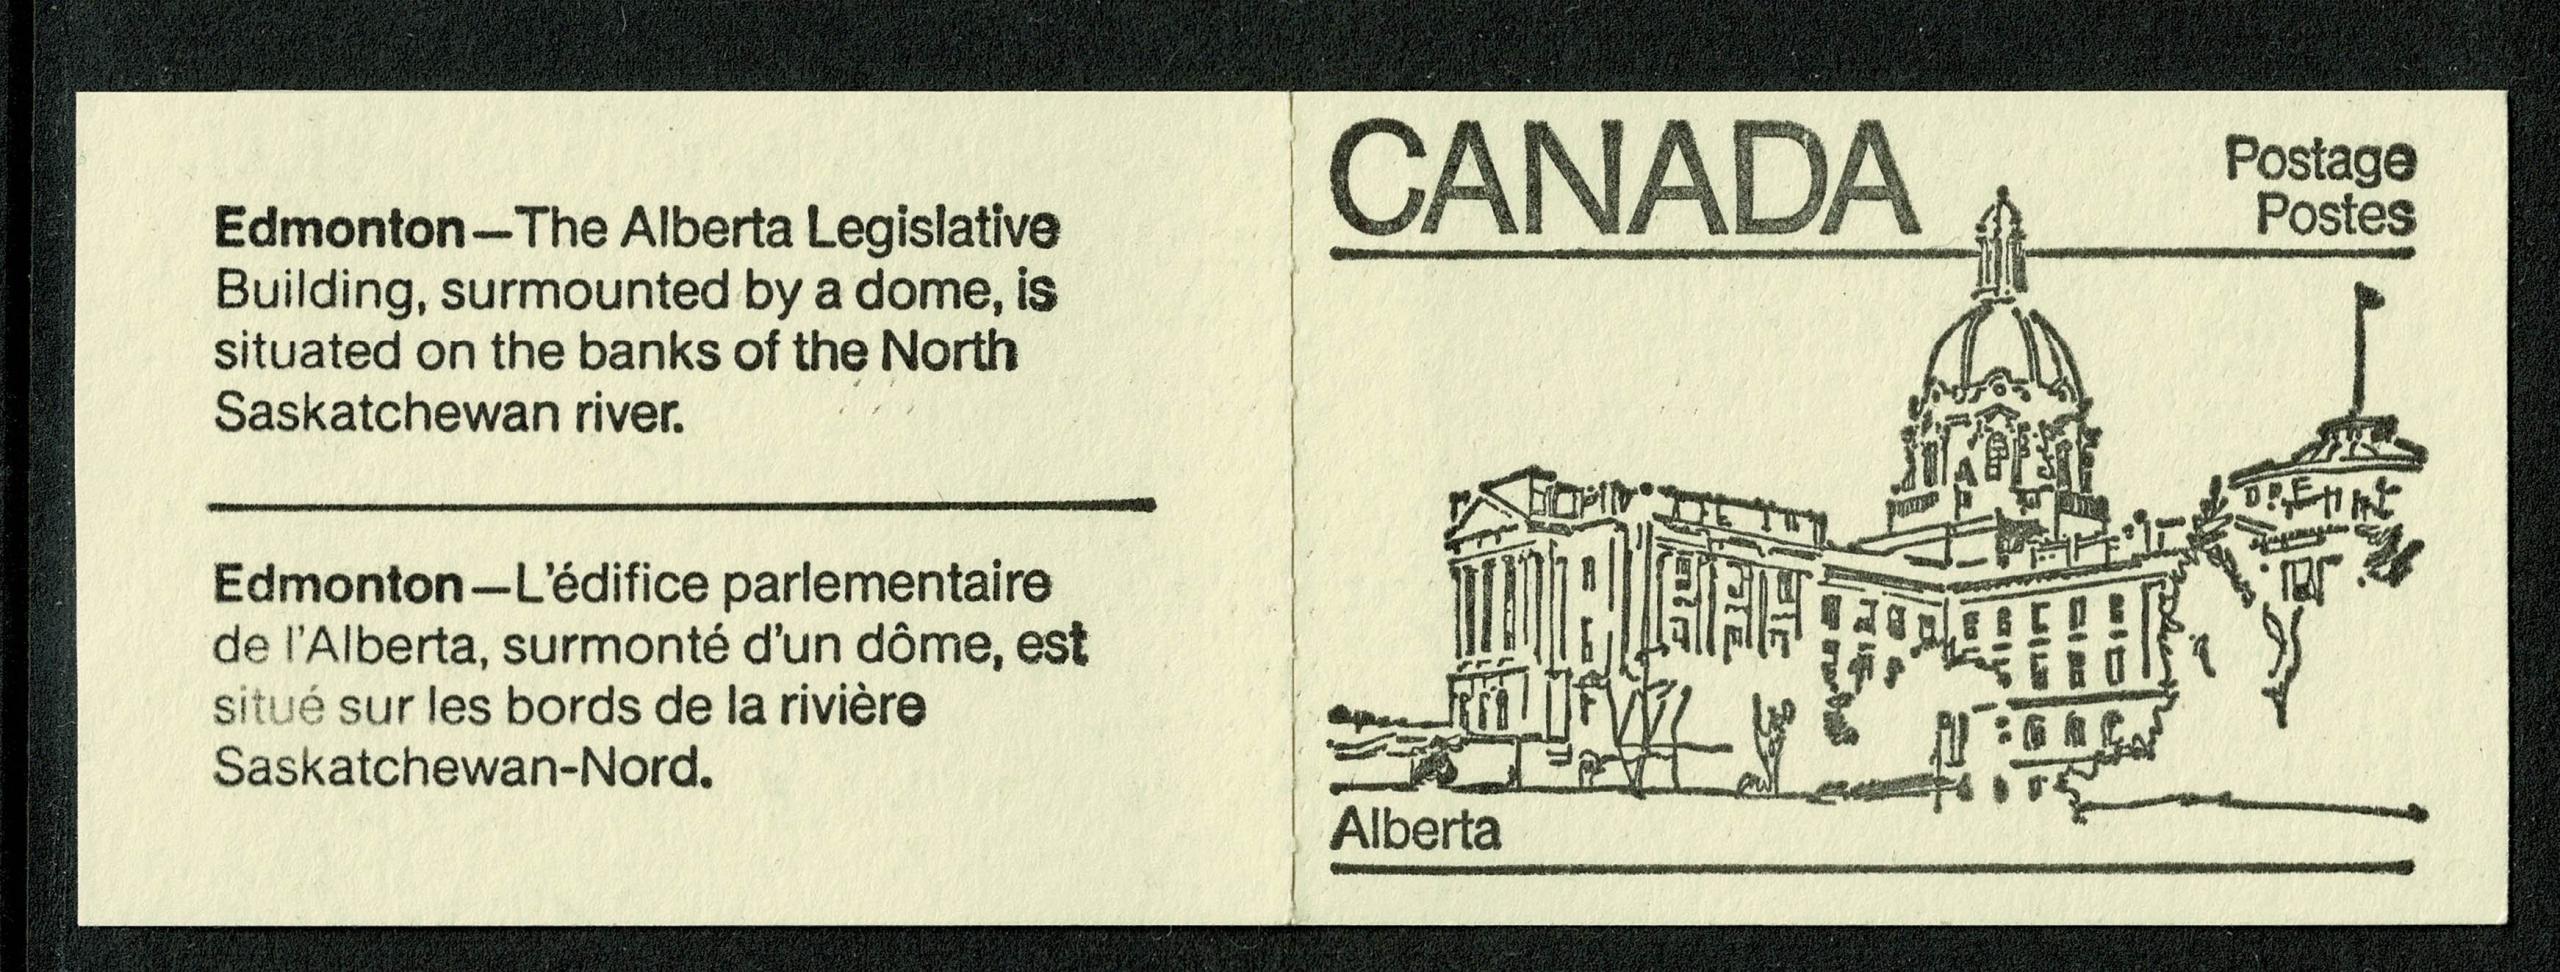 Edmonton—The Alberta Legislative
Building, surmounted by a dome, is
situated on the banks of the North
Saskatchewan river.
Edmonton—L'édifice parlementaire
de l'Alberta, surmonté d'un dôme, est
situé sur les bords de la rivière
Saskatchewan-Nord.
CANADA
Postage
Postes
Alberta